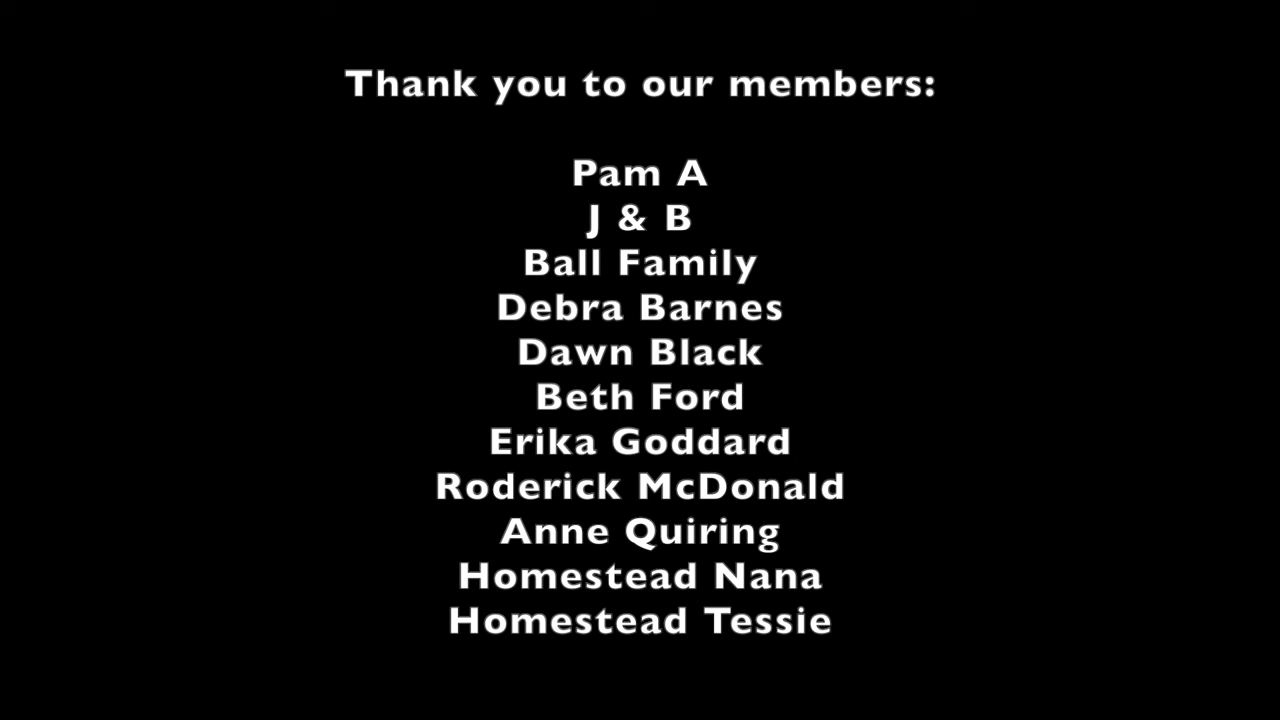 Thank you to our members:
Pam A
J & B
Ball Family
Debra Barnes
Dawn Black
Beth Ford
Erika Goddard
Roderick McDonald
Anne Quiring
Homestead Nana
Homestead Tessie